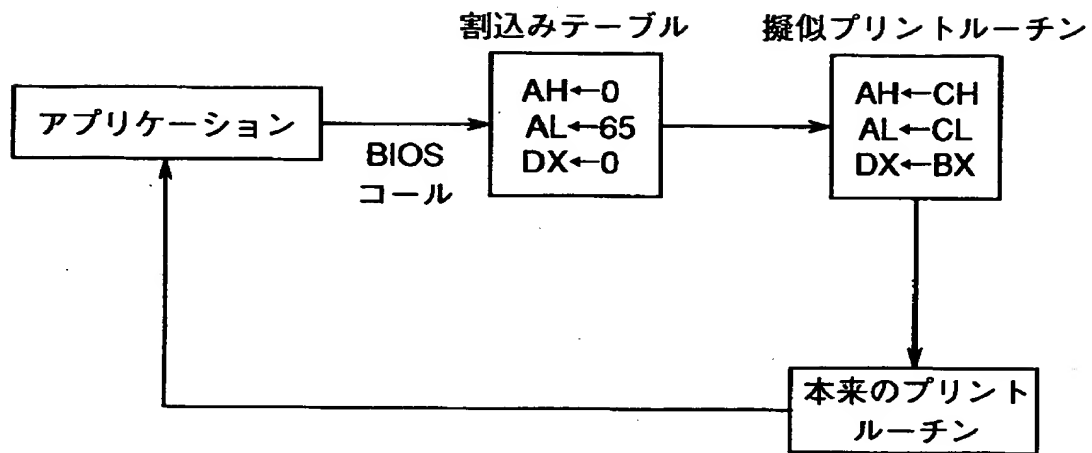 割込みテーブル
擬似プリントルーチン
アプリケーション
BIOS
コール
AH←0
AL←65
DX←0
AH←CH
AL←CL
DX←BX
本来のプリント
ルーチン